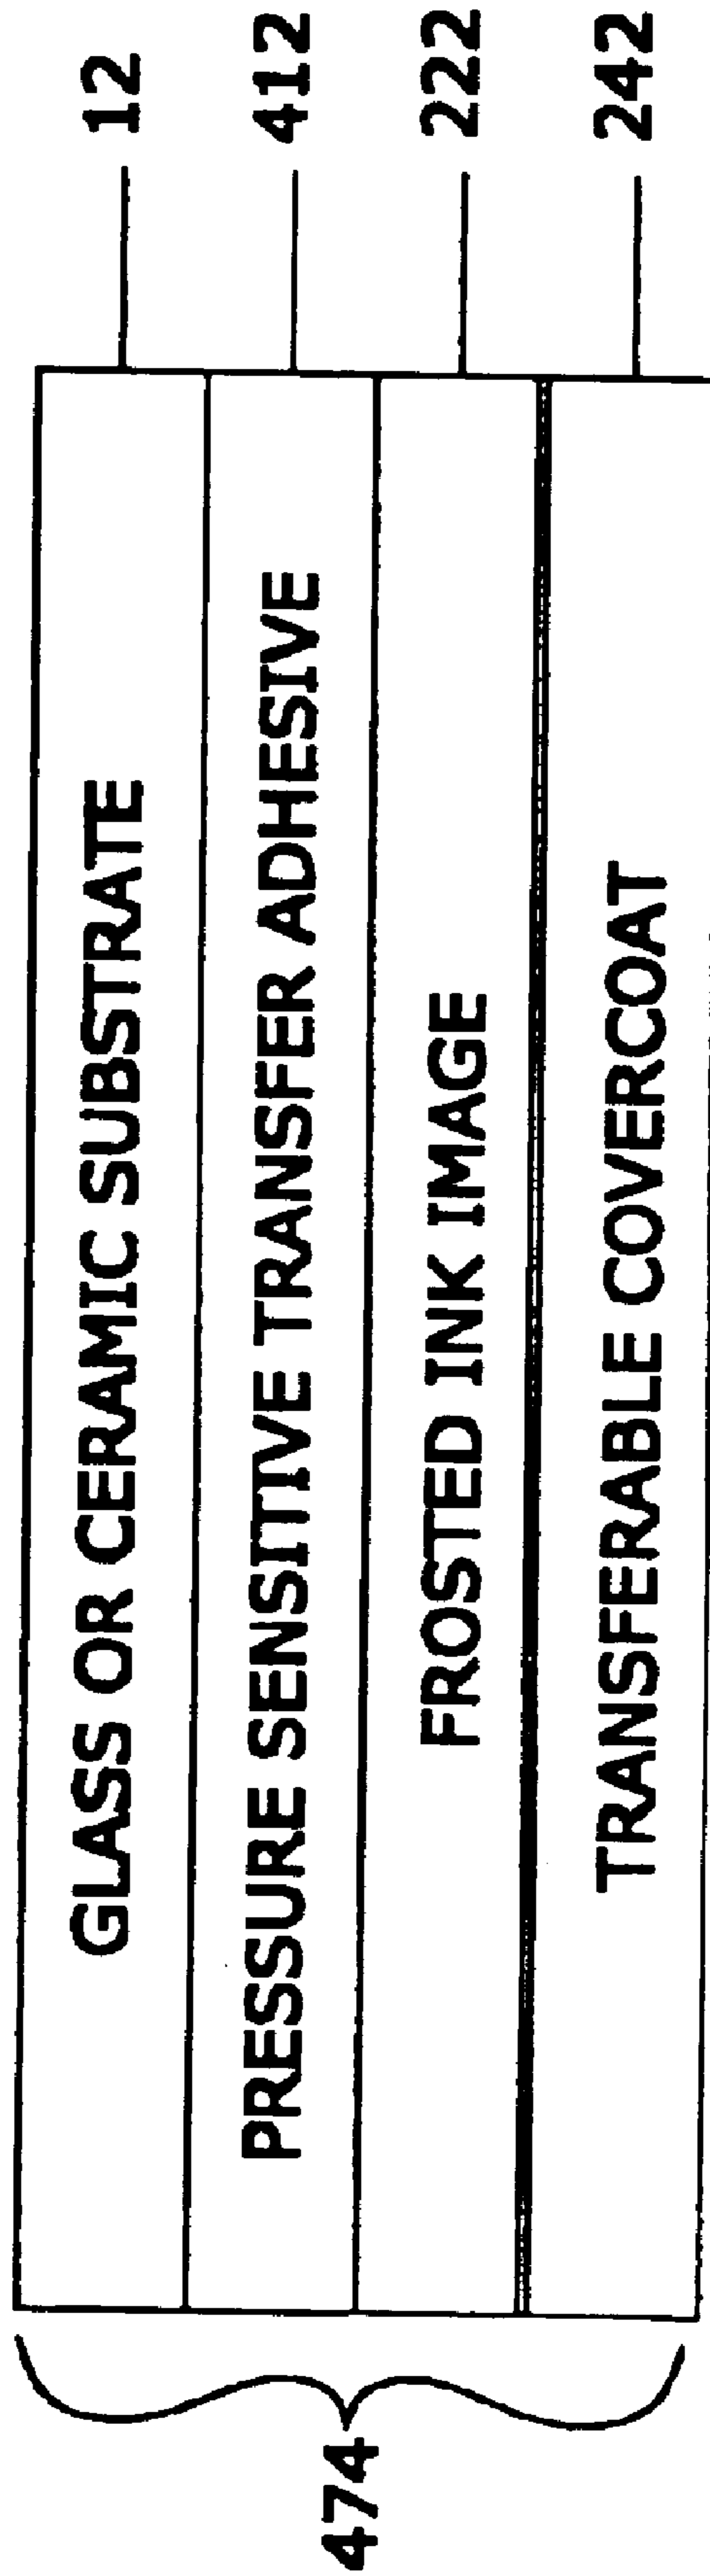 GLASS OR CERAMIC SUBSTRATE 12
PRESSURE SENSITIVE TRANSFER ADHESIVE 412
FROSTED INK IMAGE 222
TRANSFERABLE COVERCOAT 242
474